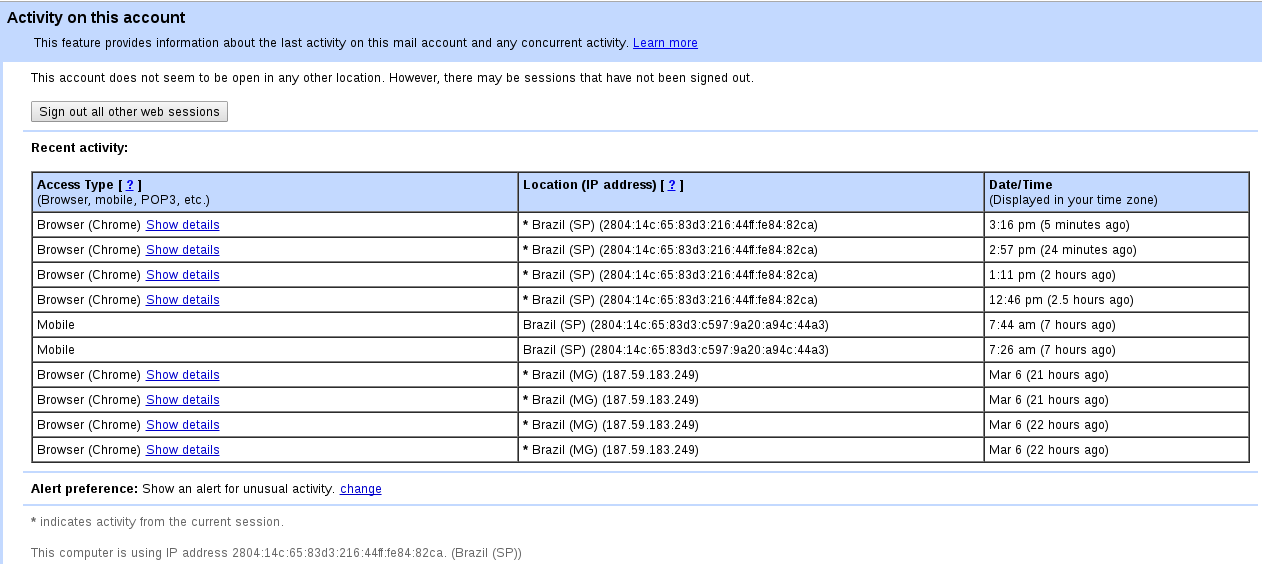 Activity on this account
This feature provides information about the last activity on this mail account and any concurrent activity. Learn more
This account does not seem to be open in any other location. However, there may be sessions that have not been signed out.
Sign out all other web sessions
Recent activity:
Access Type [ ? ] Location (IP address) [ ? ] Date/Time
(Browser, mobile, POP3, etc.) (Displayed in your time zone)
Browser (Chrome) Show details * Brazil (SP) (2804:14c:65:83d3:216:44ff:fe84:82ca) 3:16 pm (5 minutes ago)
Browser (Chrome) Show details * Brazil (SP) (2804:14c:65:83d3:216:44ff:fe84:82ca) 2:57 pm (24 minutes ago)
Browser (Chrome) Show details * Brazil (SP) (2804:14c:65:83d3:216:44ff:fe84:82ca) 1:11 pm (2 hours ago)
Browser (Chrome) Show details * Brazil (SP) (2804:14c:65:83d3:216:44ff:fe84:82ca) 12:46 pm (2.5 hours ago)
Mobile Brazil (SP) (2804:14c:65:83d3:c597:9a20:a94c:44a3) 7:44 am (7 hours ago)
Mobile Brazil (SP) (2804:14c:65:83d3:c597:9a20:a94c:44a3) 7:26 am (7 hours ago)
Browser (Chrome) Show details * Brazil (MG) (187.59.183.249) Mar 6 (21 hours ago)
Browser (Chrome) Show details * Brazil (MG) (187.59.183.249) Mar 6 (21 hours ago)
Browser (Chrome) Show details * Brazil (MG) (187.59.183.249) Mar 6 (22 hours ago)
Browser (Chrome) Show details * Brazil (MG) (187.59.183.249) Mar 6 (22 hours ago)
Alert preference: Show an alert for unusual activity. change
* indicates activity from the current session.
This computer is using IP address 2804:14c:65:83d3:216:44ff:fe84:82ca. (Brazil (SP))